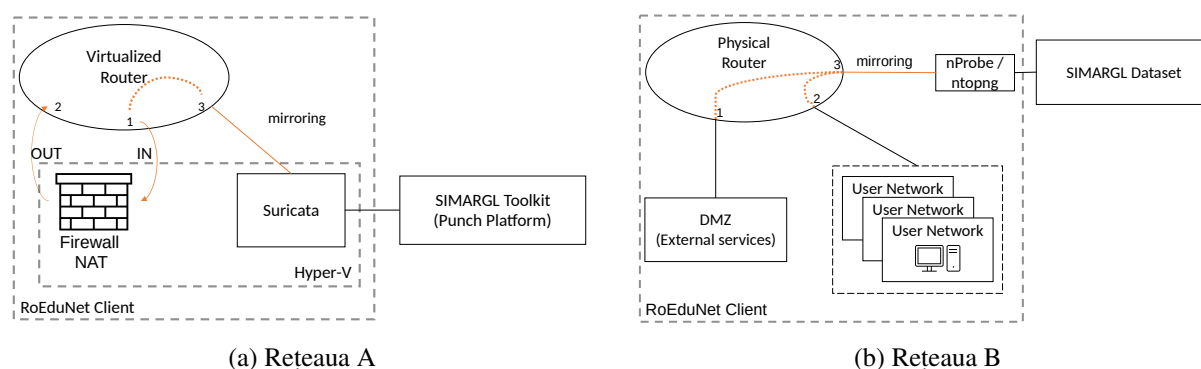 Virtualized
Router
2
1
3
mirroring
OUT
IN
Firewall
NAT
Suricata
Hyper-V
RoEduNet Client
SIMARGL Toolkit
(Punch Platform)
(a) Rețeaua A
Physical
Router
3
1
2
mirroring
nProbe /
ntopng
SIMARGL Dataset
DMZ
(External services)
User Network
User Network
User Network
RoEduNet Client
(b) Rețeaua B